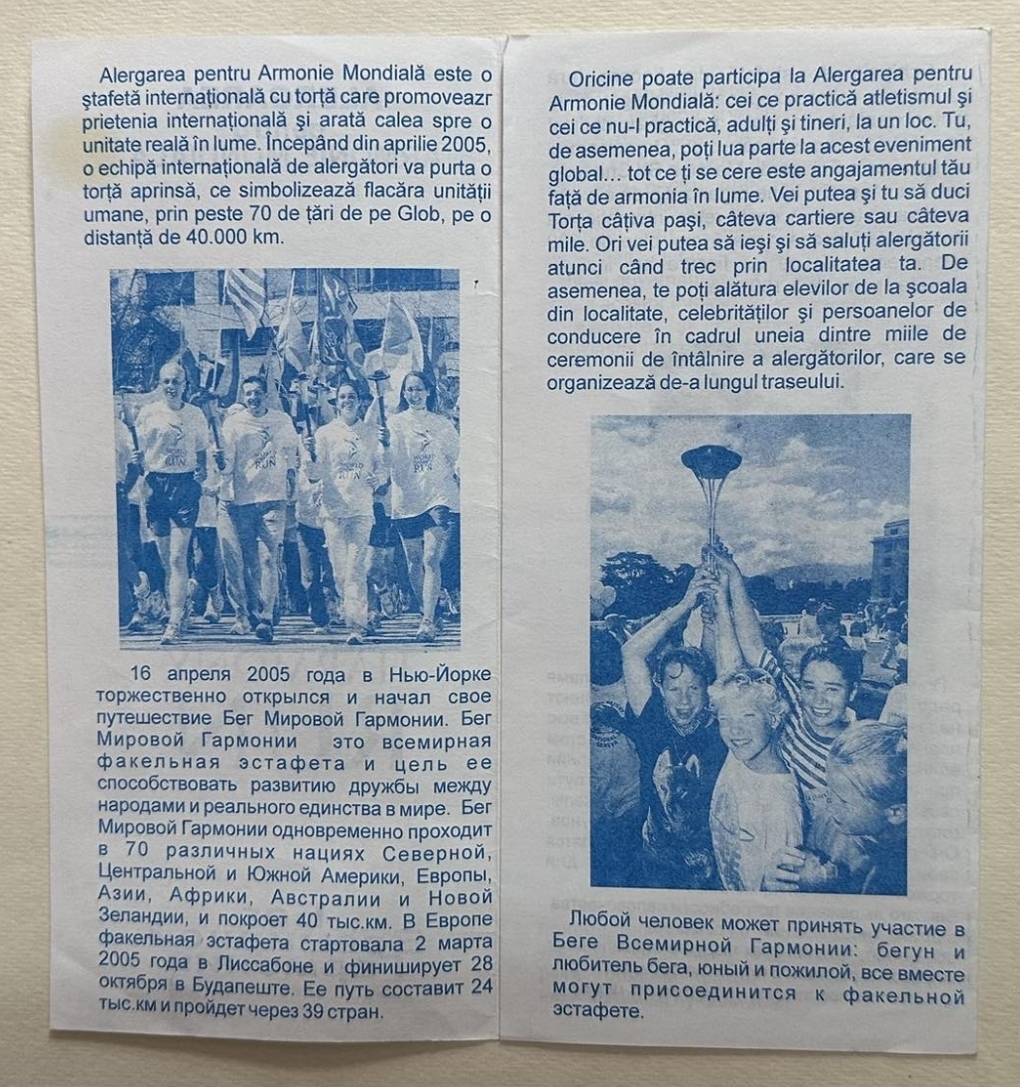 Alergarea pentru Armonie Mondială este o
ştafetă internaţională cu torţă care promoveazr
prietenia internaţională şi arată calea spre o
unitate reală în lume. Începând din aprilie 2005,
o echipă internaţională de alergători va purta o
torţă aprinsă, ce simbolizează flacăra unităţii
umane, prin peste 70 de ţări de pe Glob, pe o
distanţă de 40.000 km.
WORLD
RUN
16 апреля 2005 года в Нью-Йорке
торжественно открылся и начал свое
путешествие Бег Мировой Гармонии. Бег
Мировой Гармонии это всемирная
факельная эстафета и цель ее
способствовать развитию дружбы между
народами и реального единства в мире. Бег
Мировой Гармонии одновременно проходит
в 70 различных нациях Северной,
Центральной и Южной Америки, Европы,
Азии, Африки, Австралии и Новой
Зеландии, и покроет 40 тыс.км. В Европе
факельная эстафета стартовала 2 марта
2005 года в Лиссабоне и финиширует 28
октября в Будапеште. Ее путь составит 24
тыс.км и пройдет через 39 стран.
Oricine poate participa la Alergarea pentru
Armonie Mondială: cei ce practică atletismul şi
cei ce nu-l practică, adulţi şi tineri, la un loc. Tu,
de asemenea, poţi lua parte la acest eveniment
global... tot ce ţi se cere este angajamentul tău
faţă de armonia în lume. Vei putea şi tu să duci
Torţa câţiva paşi, câteva cartiere sau câteva
mile. Ori vei putea să ieşi şi să saluţi alergătorii
atunci când trec prin localitatea ta. De
asemenea, te poţi alătura elevilor de la şcoala
din localitate, celebrităţilor şi persoanelor de
conducere în cadrul uneia dintre miile de
ceremonii de întâlnire a alergătorilor, care se
organizează de-a lungul traseului.
Любой человек может принять участие в
Беге Всемирной Гармонии: бегун и
любитель бега, юный и пожилой, все вместе
могут присоединится к факельной
эстафете.